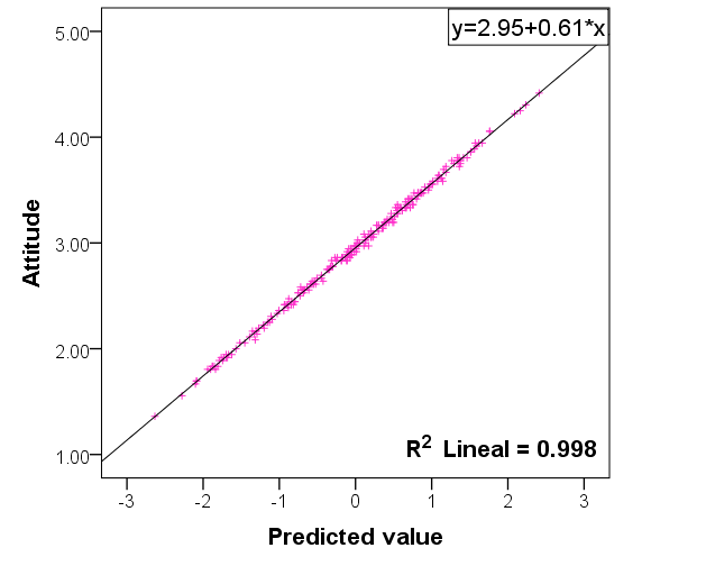 y=2.95+0.61*x
5.00
4.00
3.00
2.00
1.00
Attitude
R2 Lineal = 0.998
-3 -2 -1 0 1 2 3
Predicted value